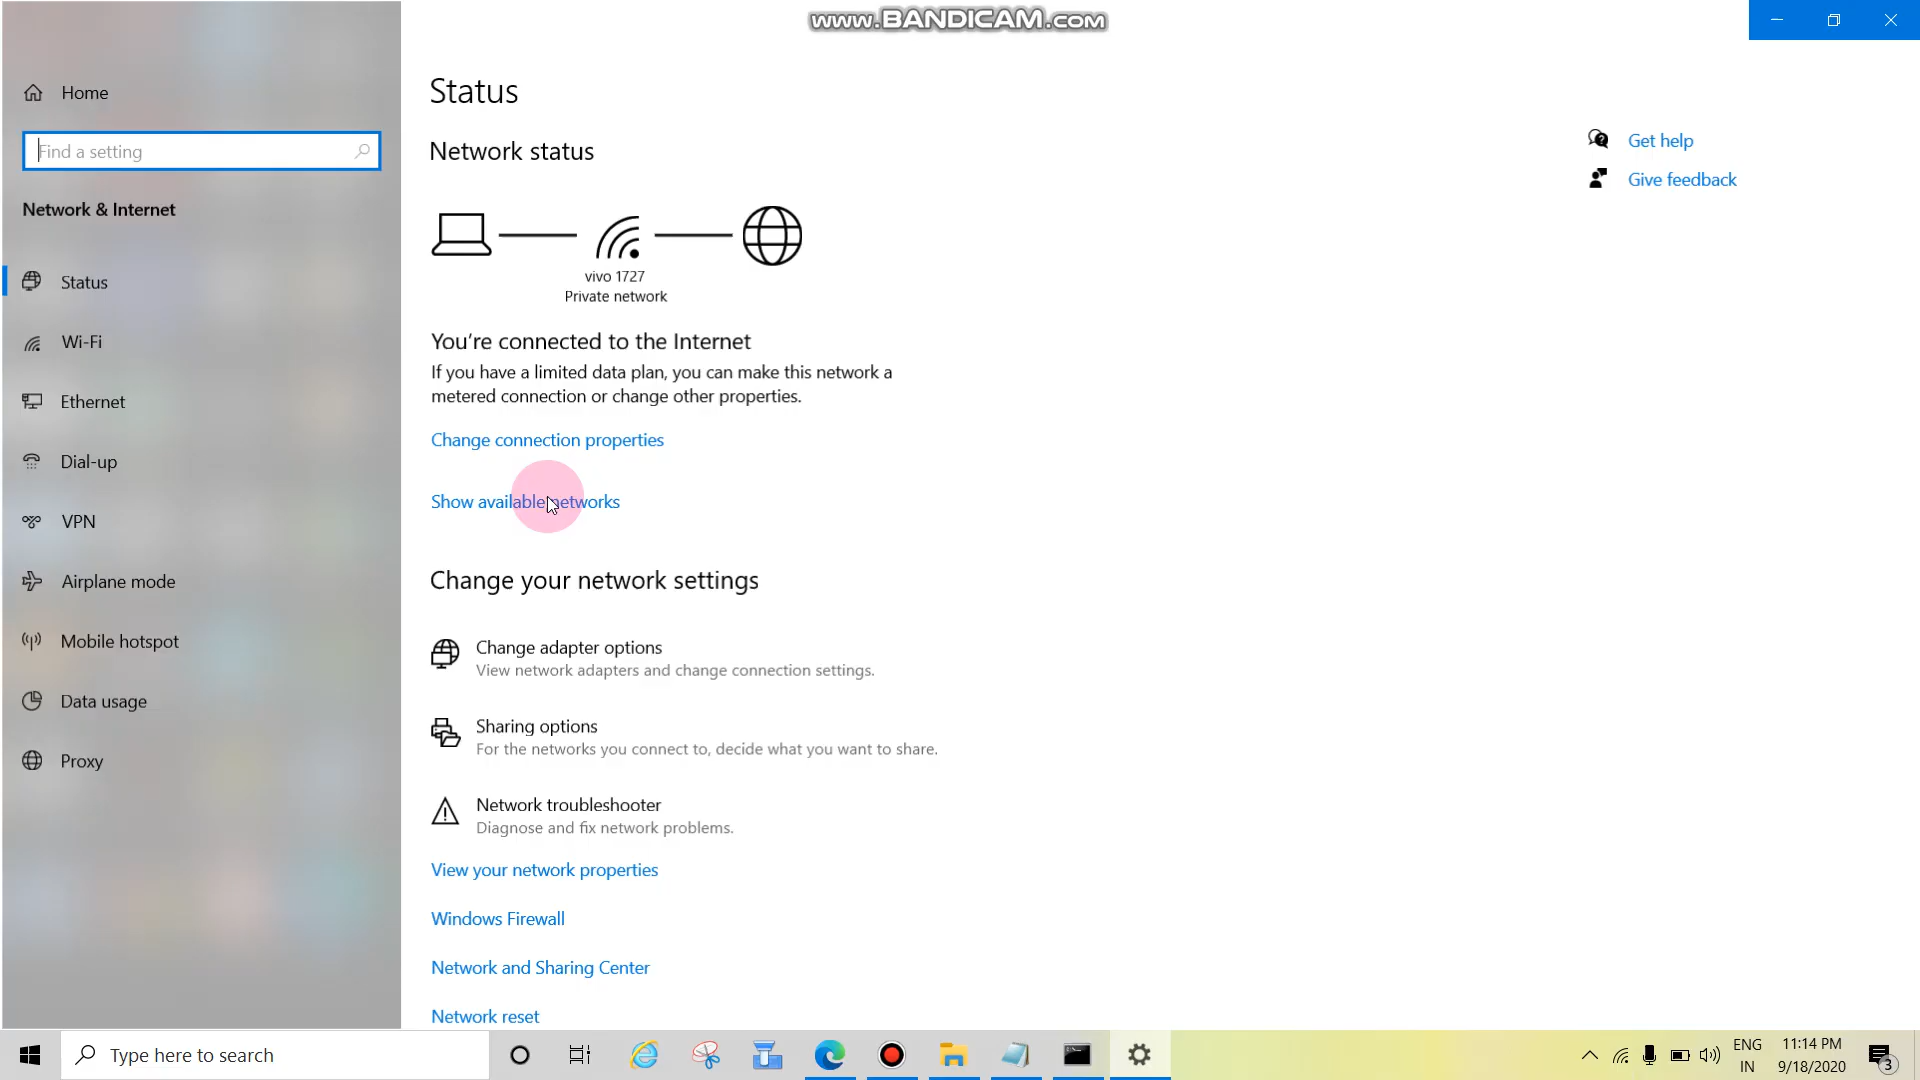 www.BANDICAM.com
Home
Find a setting
Network & Internet
Status
Wi-Fi
Ethernet
Dial-up
VPN
Airplane mode
Mobile hotspot
Data usage
Proxy
Status
Network status
vivo 1727
Private network
You're connected to the Internet
If you have a limited data plan, you can make this network a
metered connection or change other properties.
Change connection properties
Show available networks
Change your network settings
Change adapter options
View network adapters and change connection settings.
Sharing options
For the networks you connect to, decide what you want to share.
Network troubleshooter
Diagnose and fix network problems.
View your network properties
Windows Firewall
Network and Sharing Center
Network reset
Get help
Give feedback
Type here to search
ENG
IN
11:14 PM
9/18/2020
3